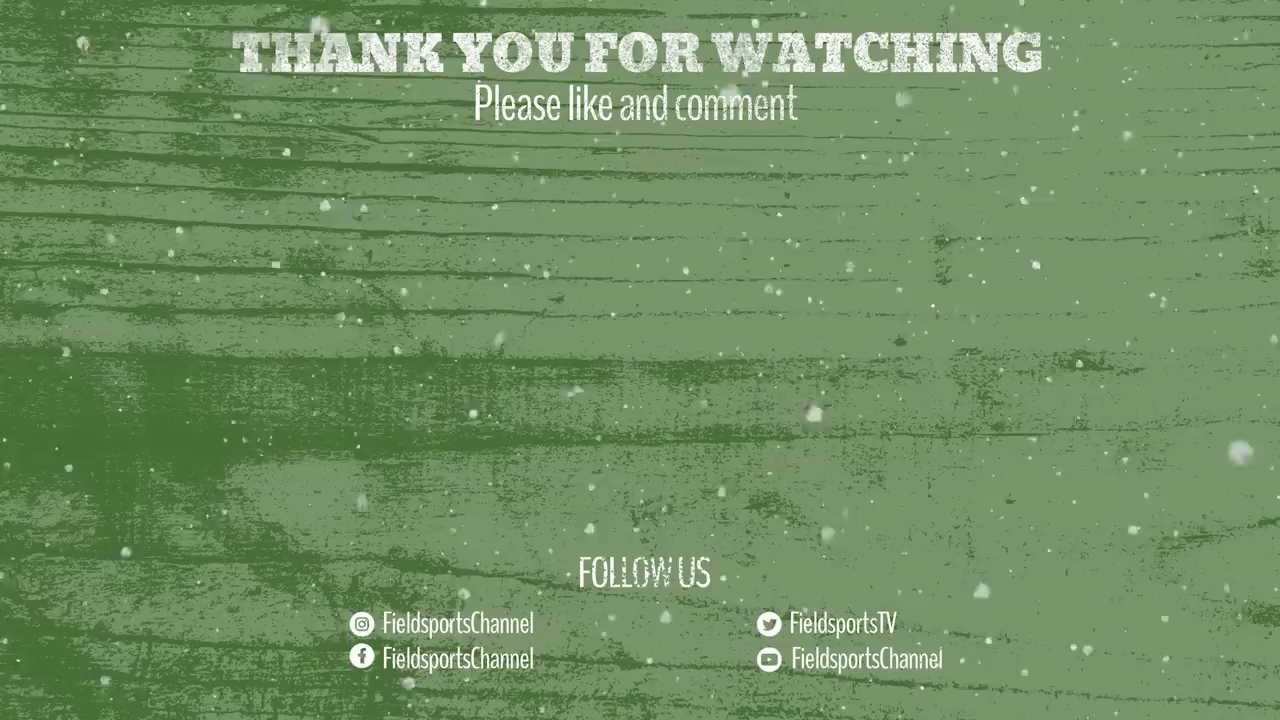 THANK YOU FOR WATCHING
Please like and comment
FOLLOW US
FieldsportsChannel
FieldsportsTV
FieldsportsChannel
FieldsportsChannel